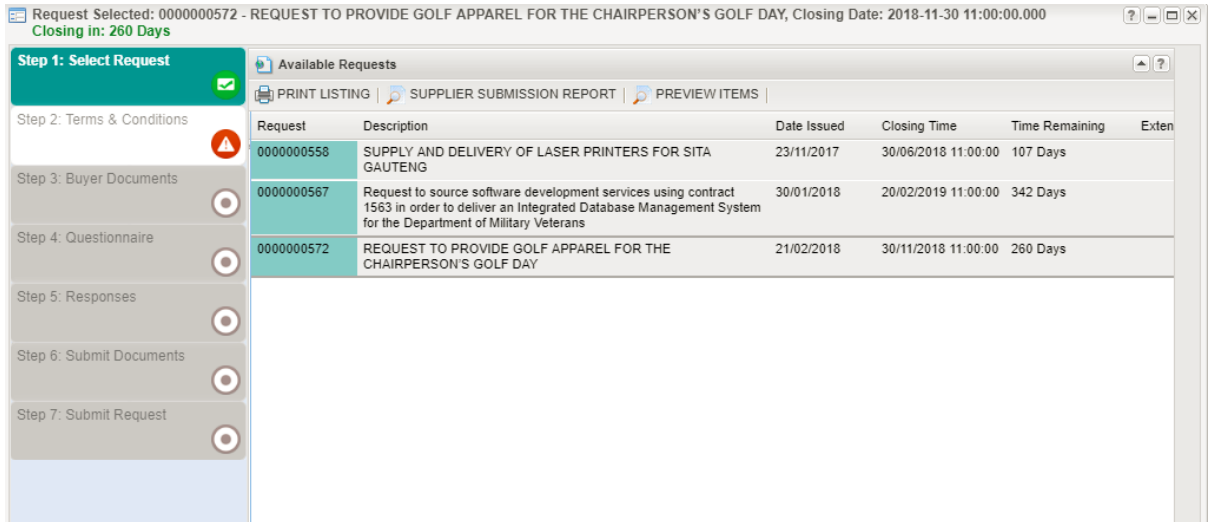 Request Selected: 0000000572 - REQUEST TO PROVIDE GOLF APPAREL FOR THE CHAIRPERSON'S GOLF DAY, Closing Date: 2018-11-30 11:00:00.000
Closing in: 260 Days
Step 1: Select Request
Step 2: Terms & Conditions
Step 3: Buyer Documents
Step 4: Questionnaire
Step 5: Responses
Step 6: Submit Documents
Step 7: Submit Request
Available Requests
PRINT LISTING | SUPPLIER SUBMISSION REPORT | PREVIEW ITEMS |
Request Description Date Issued Closing Time Time Remaining Exten
0000000558 SUPPLY AND DELIVERY OF LASER PRINTERS FOR SITA 23/11/2017 30/06/2018 11:00:00 107 Days
GAUTENG
0000000567 Request to source software development services using contract 30/01/2018 20/02/2019 11:00:00 342 Days
1563 in order to deliver an Integrated Database Management System
for the Department of Military Veterans
0000000572 REQUEST TO PROVIDE GOLF APPAREL FOR THE 21/02/2018 30/11/2018 11:00:00 260 Days
CHAIRPERSON'S GOLF DAY